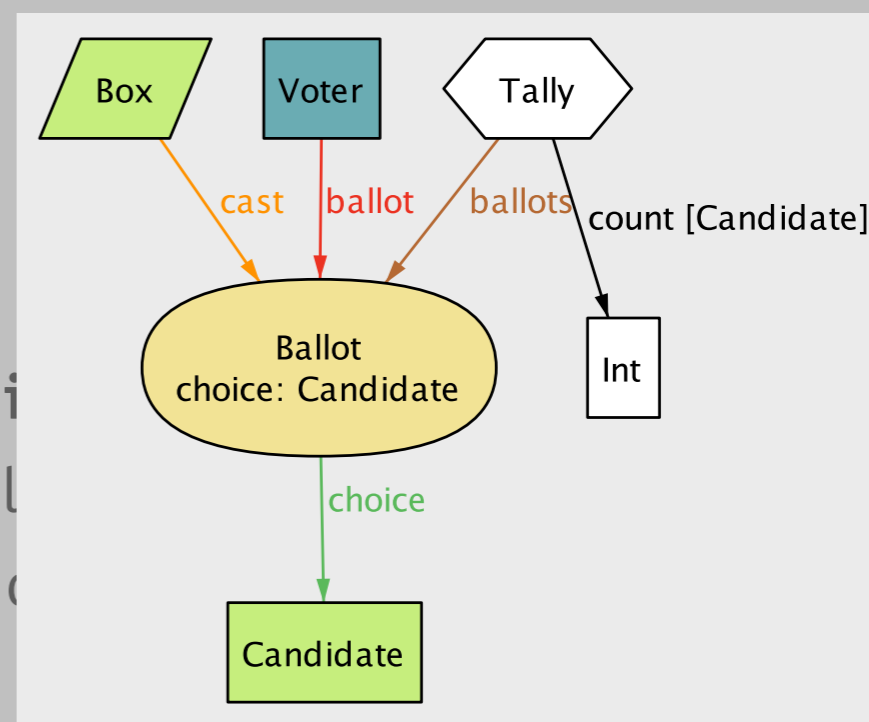 Box
Voter
Tally
cast
ballot
ballots
count [Candidate]
Ballot
choice: Candidate
Int
choice
Candidate